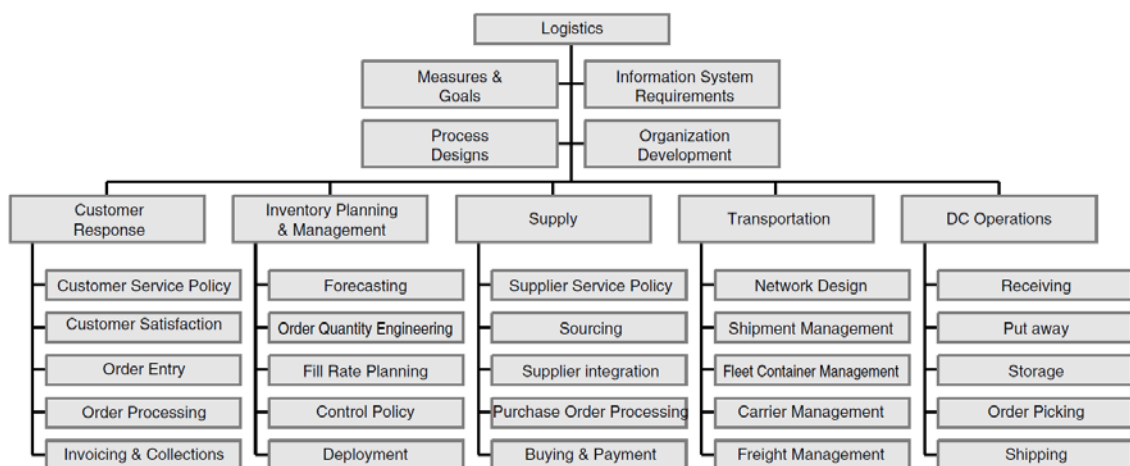 Logistics
Measures &
Goals
Information System
Requirements
Process
Designs
Organization
Development
Customer
Response
Inventory Planning
& Management
Supply
Transportation
DC Operations
Customer Service Policy
Customer Satisfaction
Order Entry
Order Processing
Invoicing & Collections
Forecasting
Order Quantity Engineering
Fill Rate Planning
Control Policy
Deployment
Supplier Service Policy
Sourcing
Supplier integration
Purchase Order Processing
Buying & Payment
Network Design
Shipment Management
Fleet Container Management
Carrier Management
Freight Management
Receiving
Put away
Storage
Order Picking
Shipping